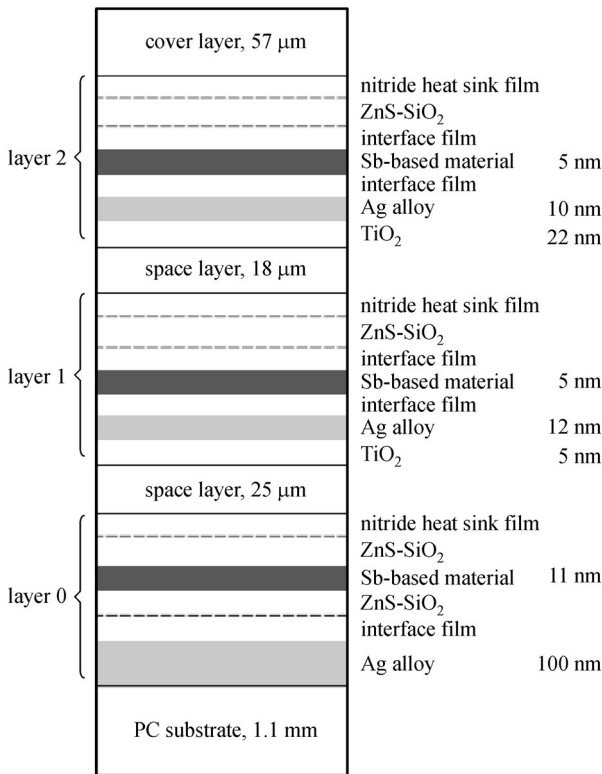 cover layer, 57 μm
layer 2
nitride heat sink film
ZnS-SiO₂
interface film
Sb-based material 5 nm
interface film
Ag alloy 10 nm
TiO₂ 22 nm
space layer, 18 μm
layer 1
nitride heat sink film
ZnS-SiO₂
interface film
Sb-based material 5 nm
interface film
Ag alloy 12 nm
TiO₂ 5 nm
space layer, 25 μm
layer 0
nitride heat sink film
ZnS-SiO₂
Sb-based material 11 nm
ZnS-SiO₂
interface film
Ag alloy 100 nm
PC substrate, 1.1 mm